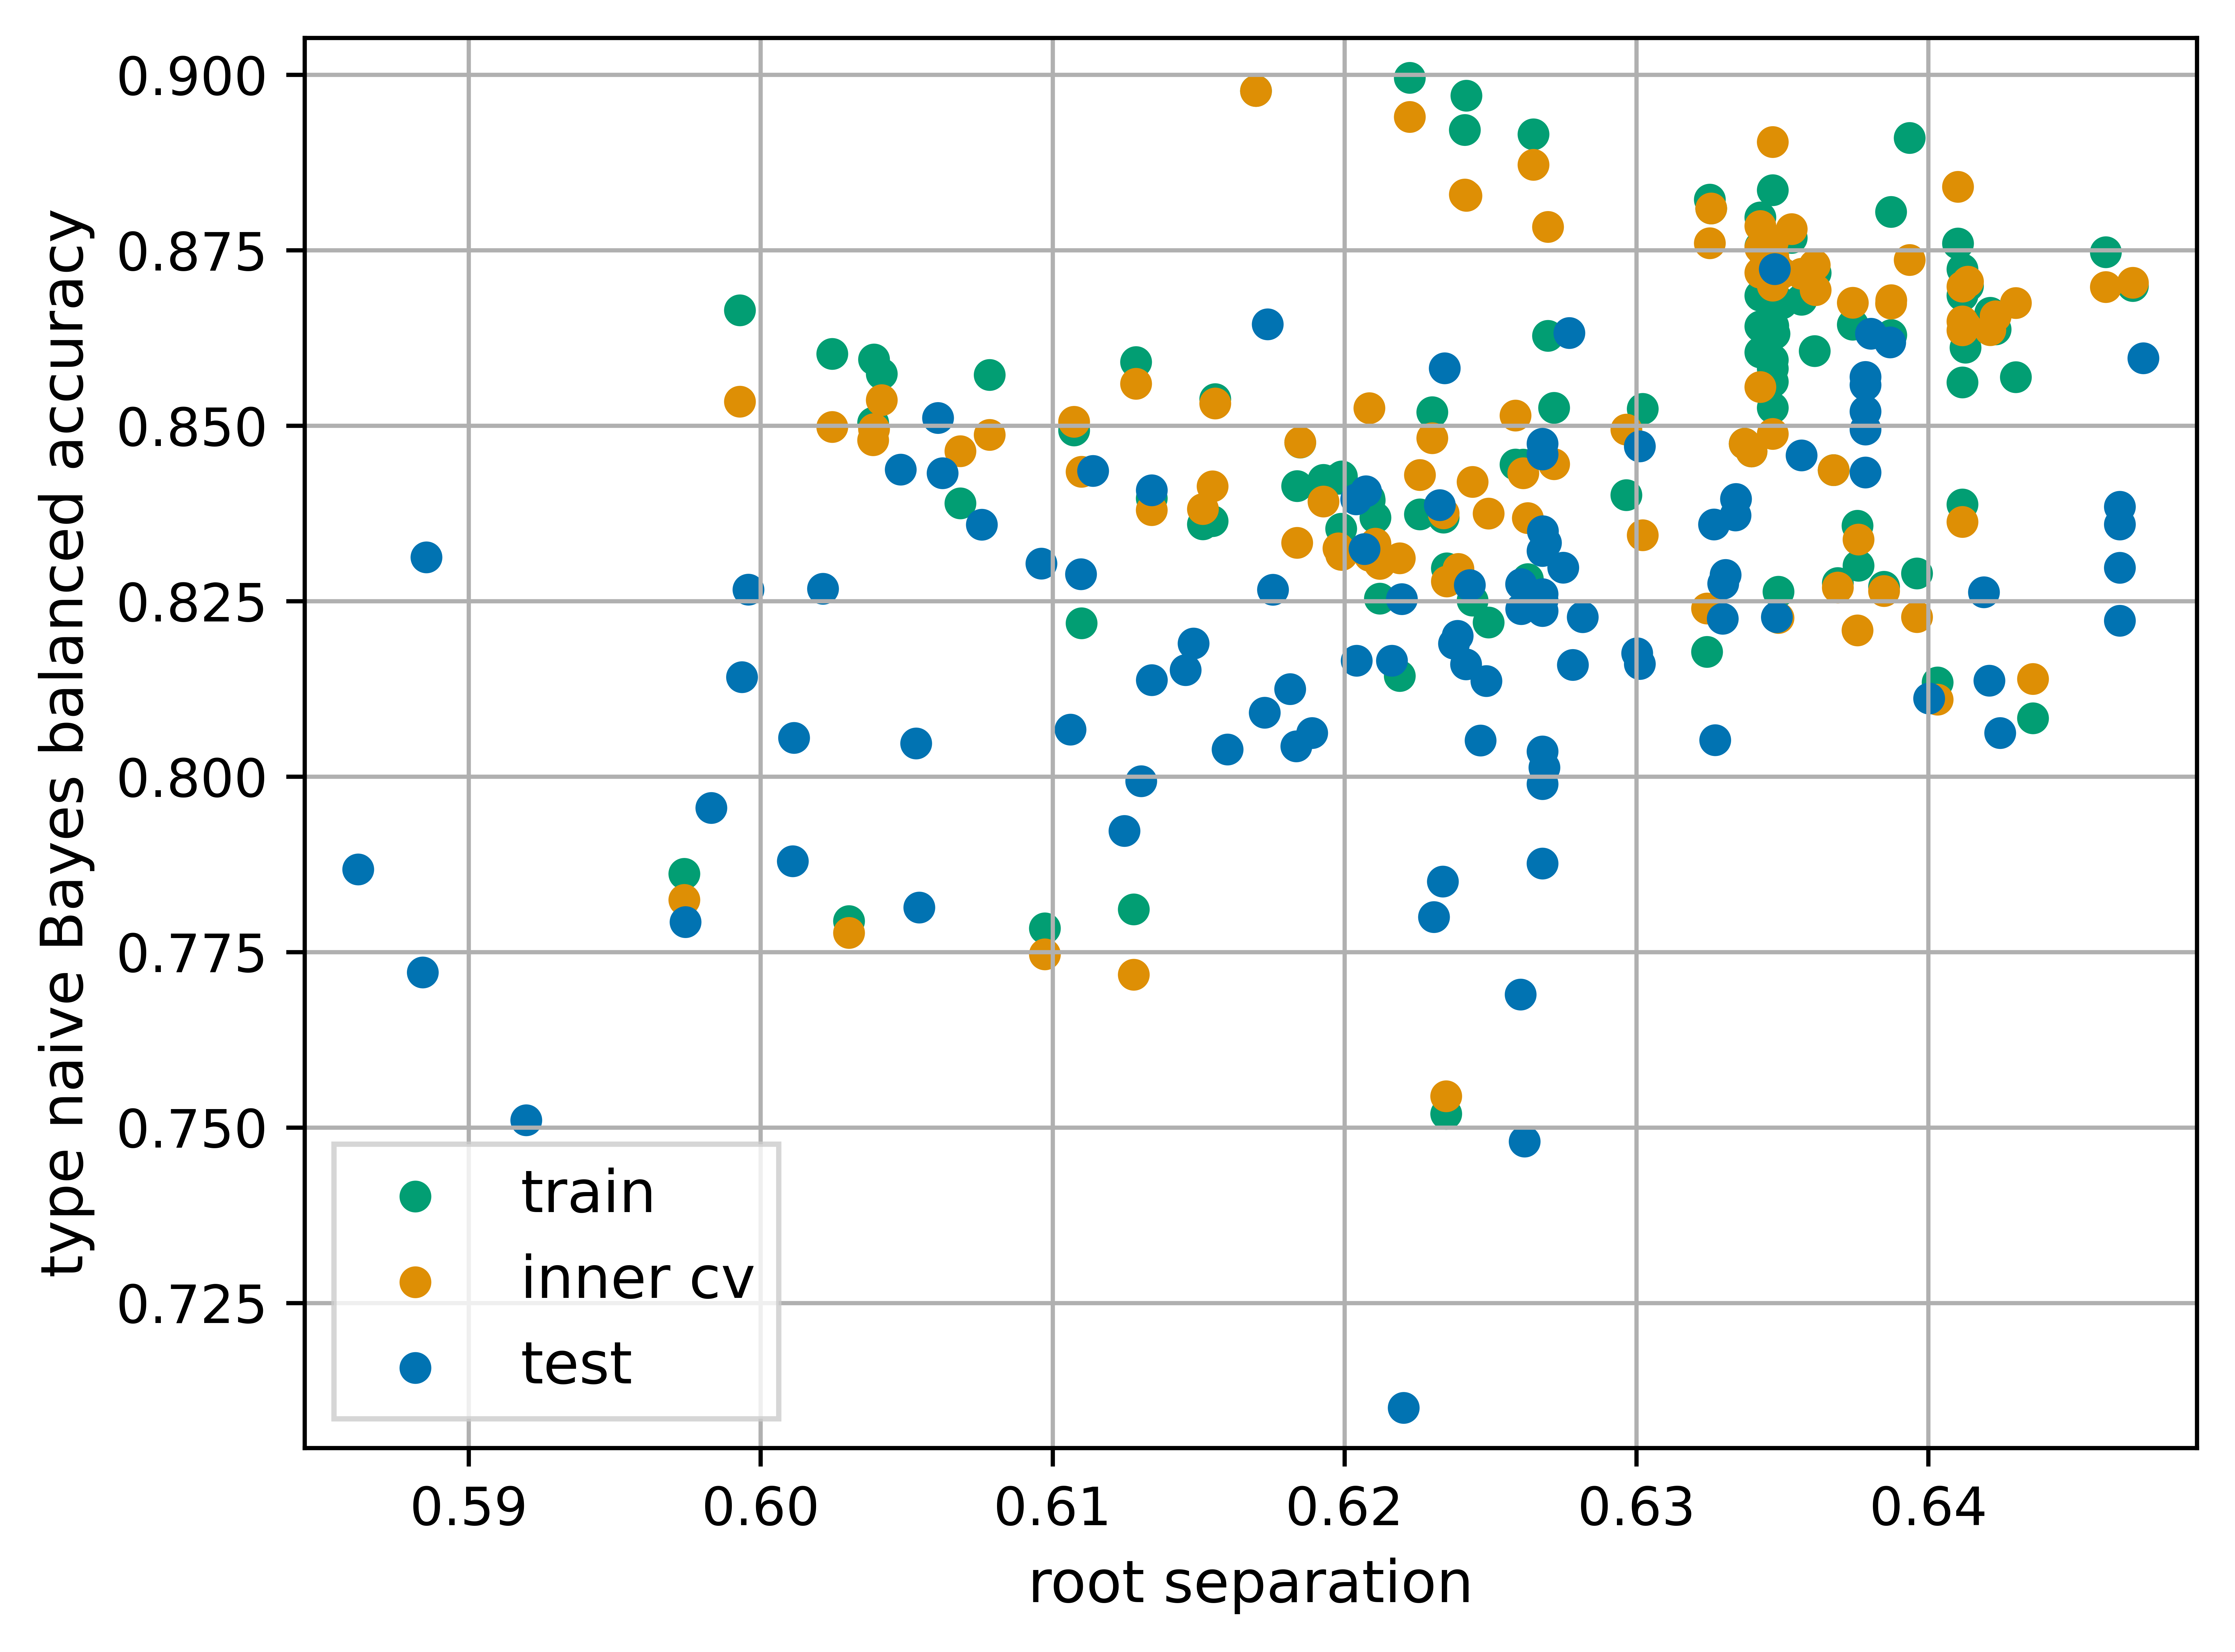 type naive Bayes balanced accuracy
0.900
0.875
0.850
0.825
0.800
0.775
0.750
0.725
train
inner cv
test
0.59 0.60 0.61 0.62 0.63 0.64
root separation